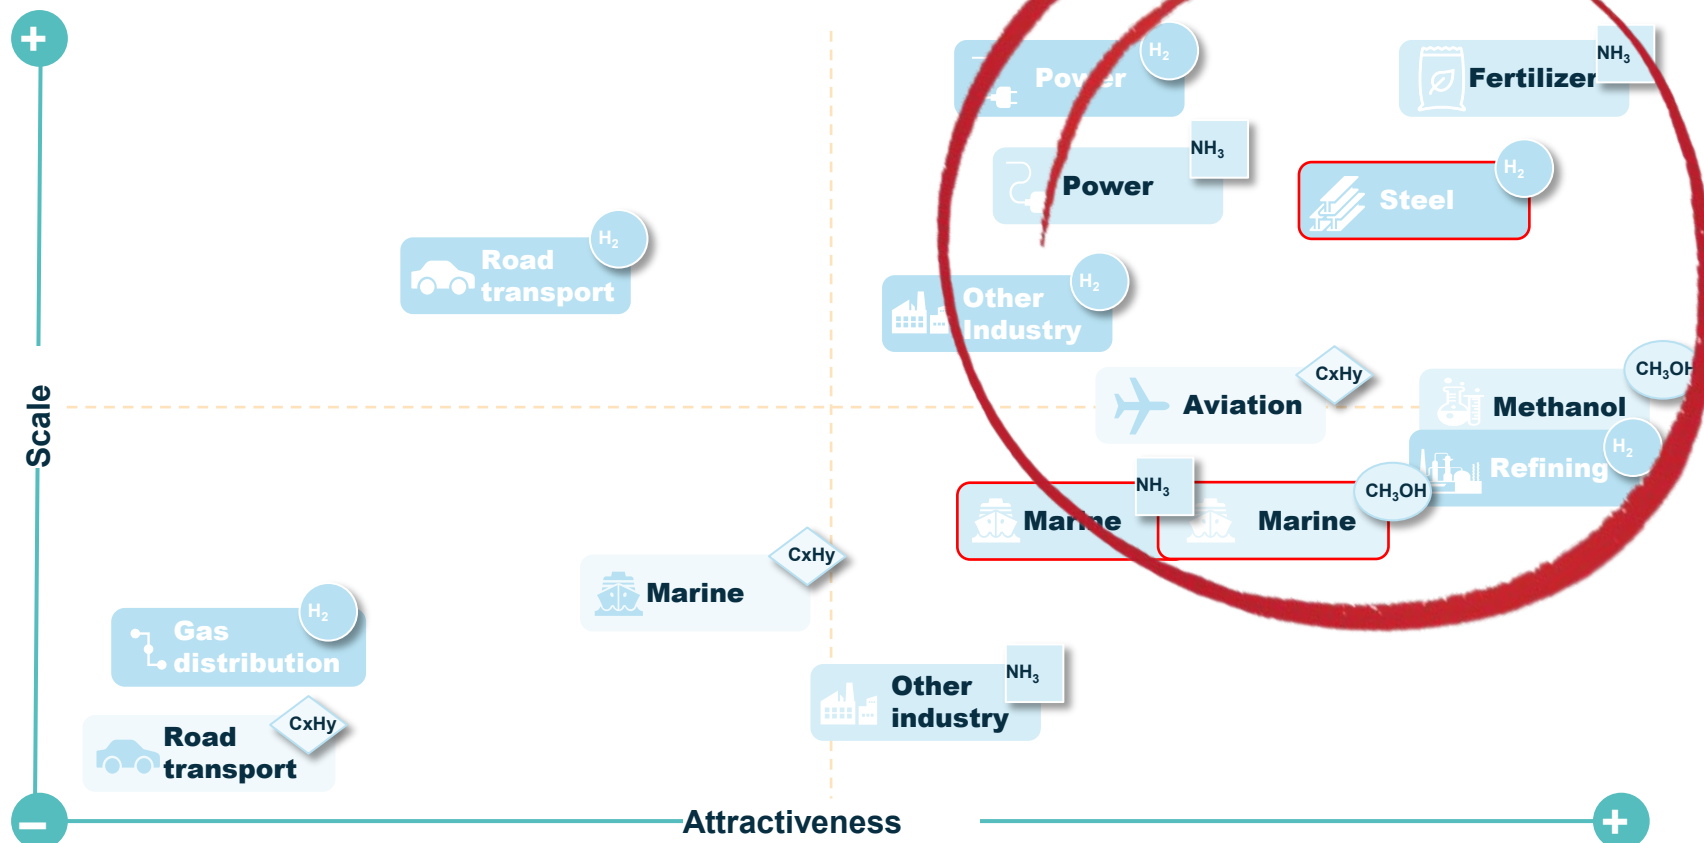 +
H₂
Power
NH₃
Fertilizer
NH₃
Power
H₂
Steel
H₂
Road
transport
H₂
Other
Industry
CxHy
Aviation
CH₃OH
Methanol
H₂
Refining
Scale
NH₃
Marine
CH₃OH
Marine
CxHy
Marine
H₂
Gas
distribution
NH₃
Other
industry
CxHy
Road
transport
–
Attractiveness
+